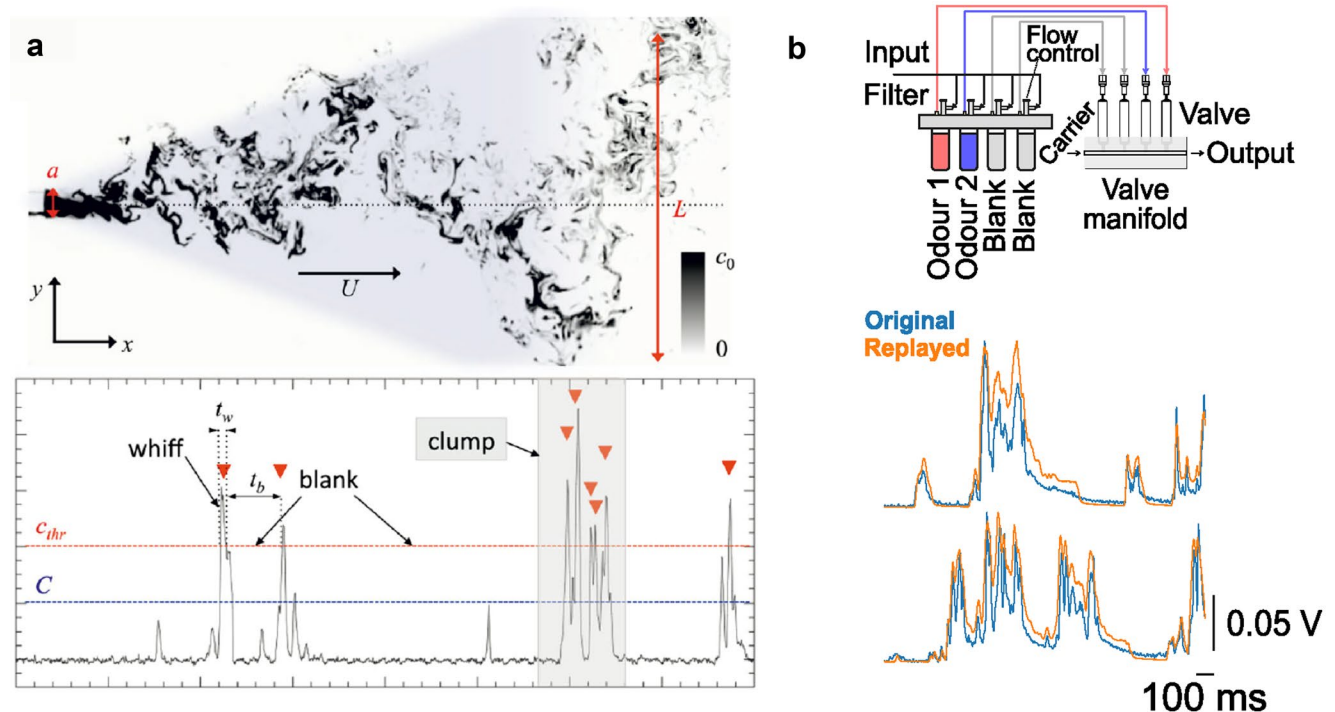 a
a
L
U
y
x
c0
0
tw
whiff
tb
blank
clump
cthr
C
b
Input
Filter
Flow
control
Carrier
Valve
Output
Valve
manifold
Odour 1
Odour 2
Blank
Blank
Original
Replayed
0.05 V
100 ms